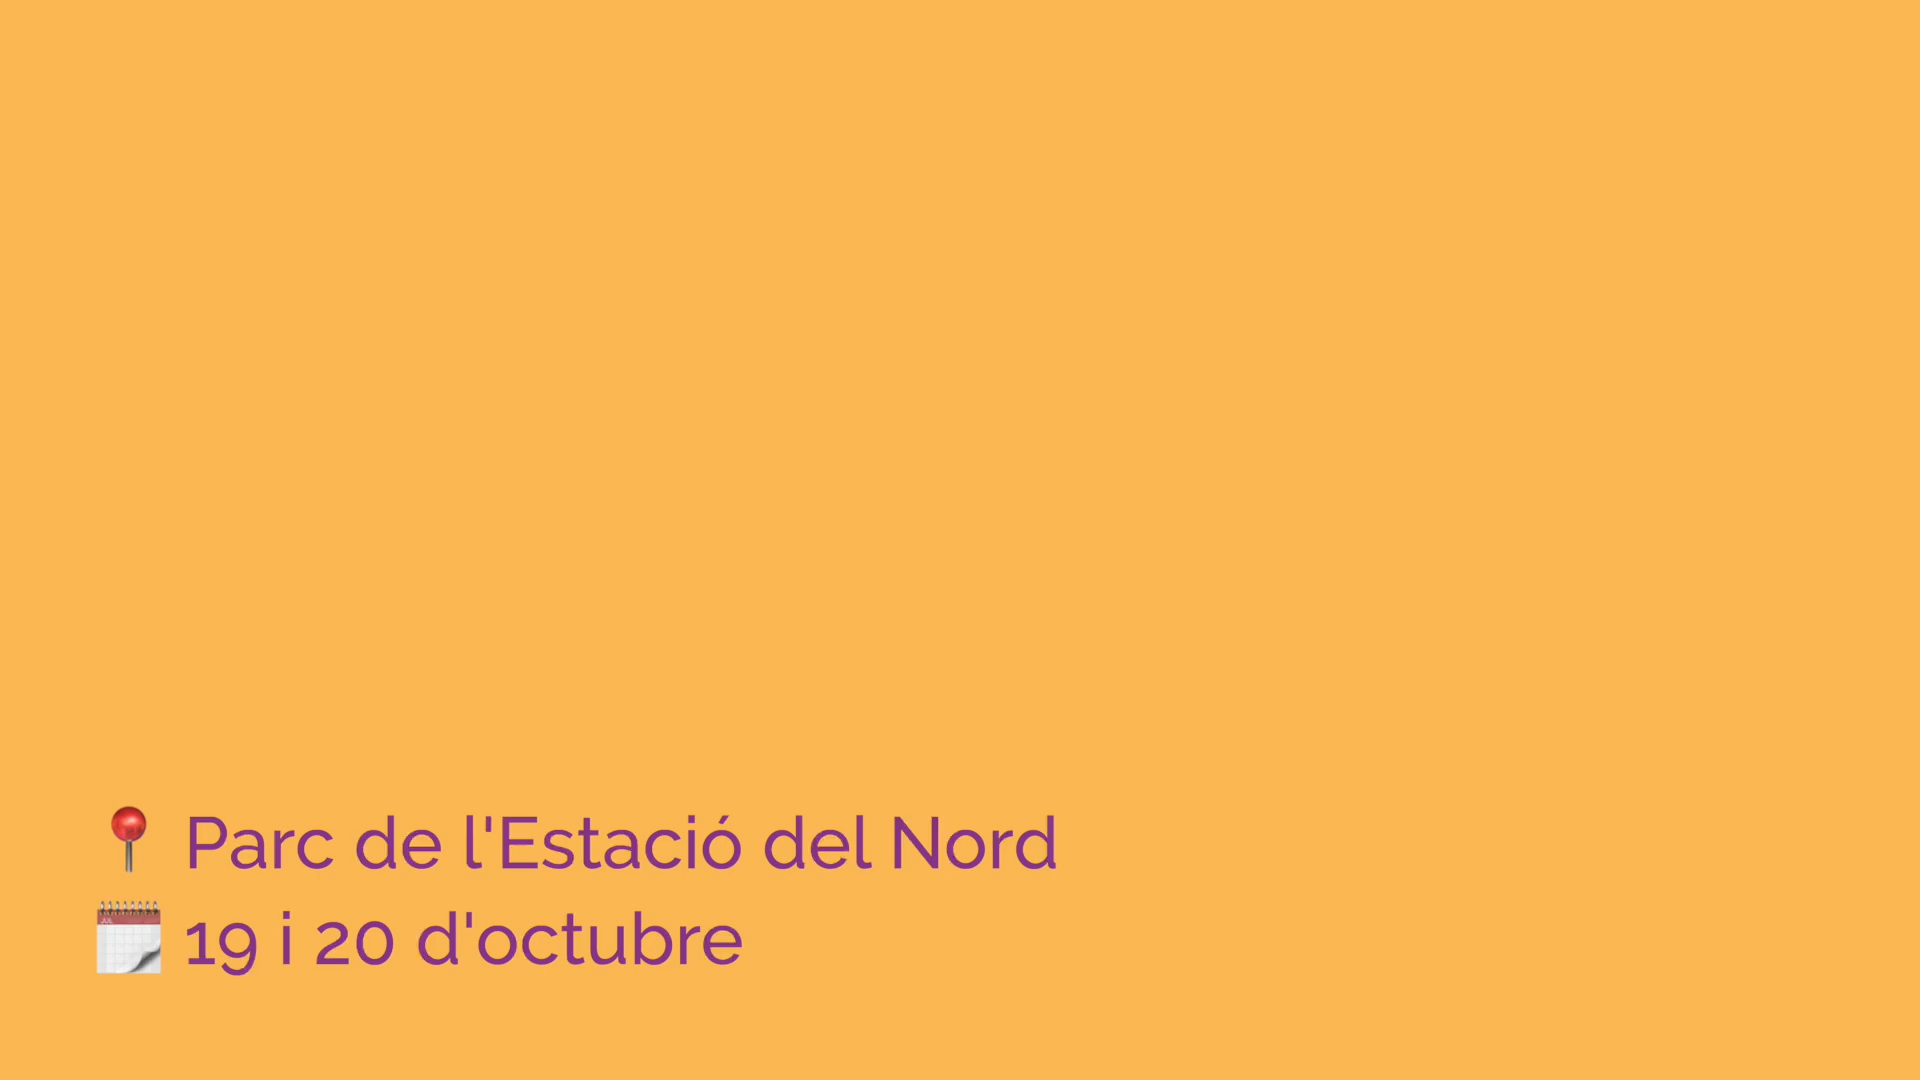 📍 Parc de l'Estació del Nord
🗓️ 19 i 20 d'octubre